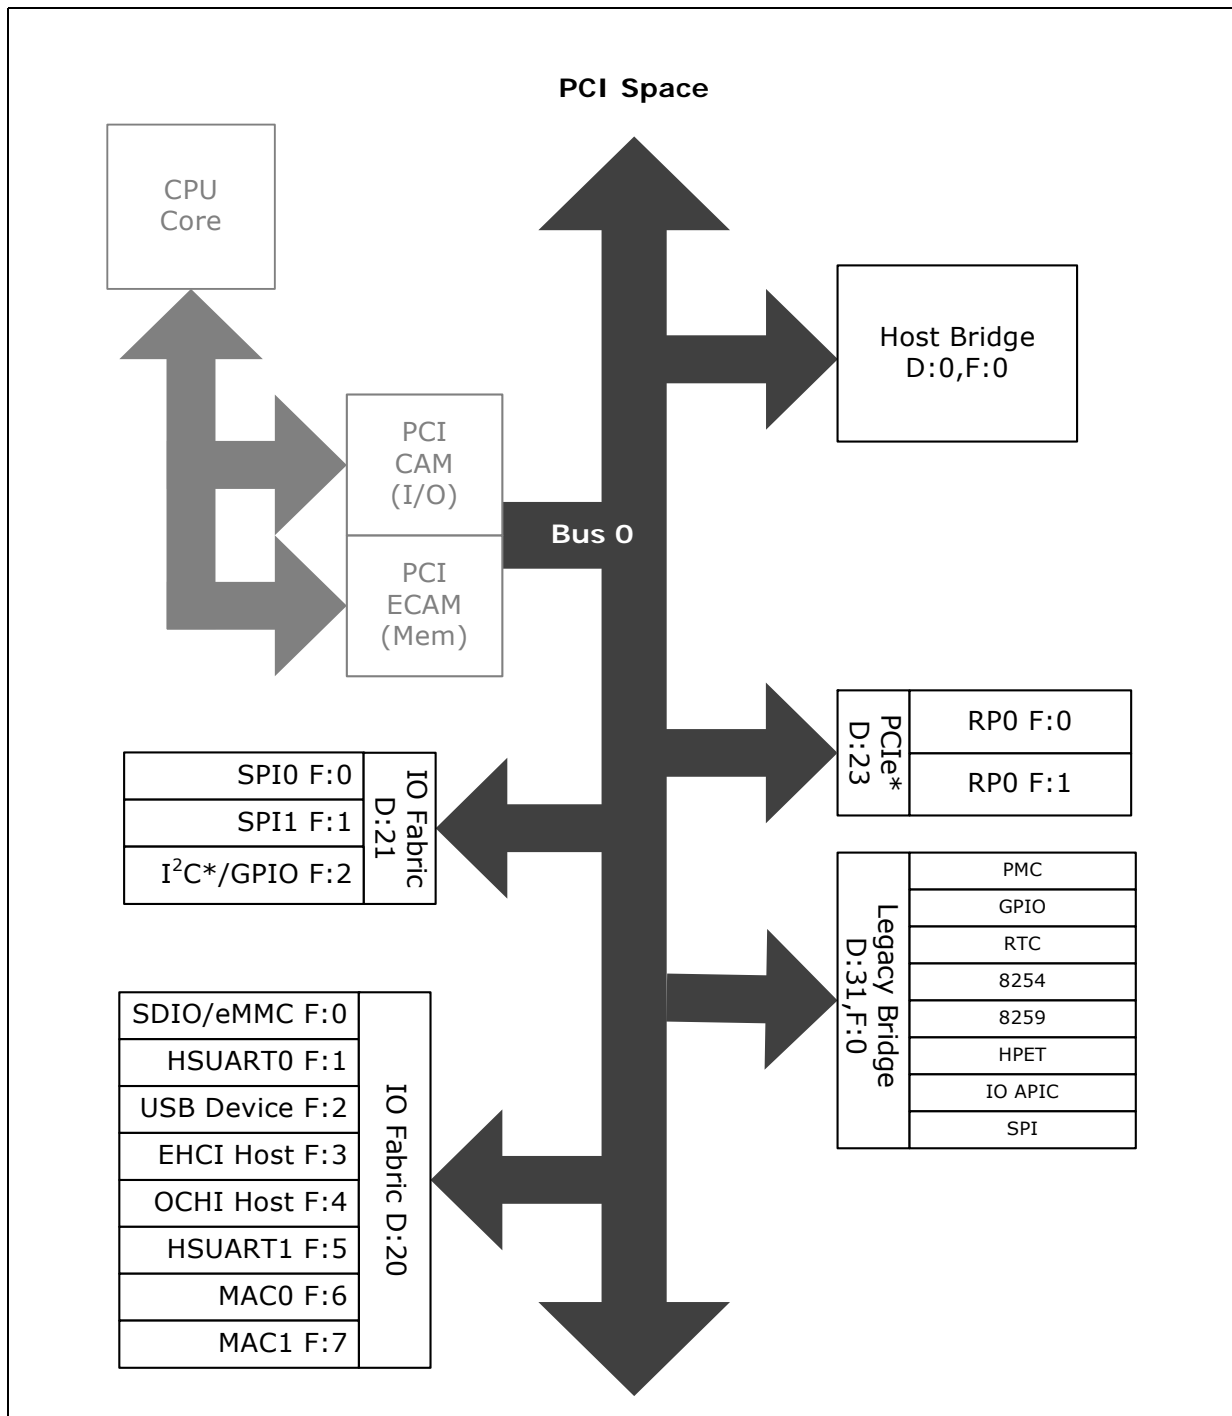 PCI Space
CPU
Core
Host Bridge
D:0,F:0
PCI
CAM
(I/O)
Bus 0
PCI
ECAM
(Mem)
PCIe*
D:23
RP0 F:0
RP0 F:1
SPI0 F:0
SPI1 F:1
I²C*/GPIO F:2
IO Fabric
D:21
Legacy Bridge
D:31,F:0
PMC
GPIO
RTC
8254
8259
HPET
IO APIC
SPI
SDIO/eMMC F:0
HSUART0 F:1
USB Device F:2
EHCI Host F:3
OCHI Host F:4
HSUART1 F:5
MAC0 F:6
MAC1 F:7
IO Fabric D:20